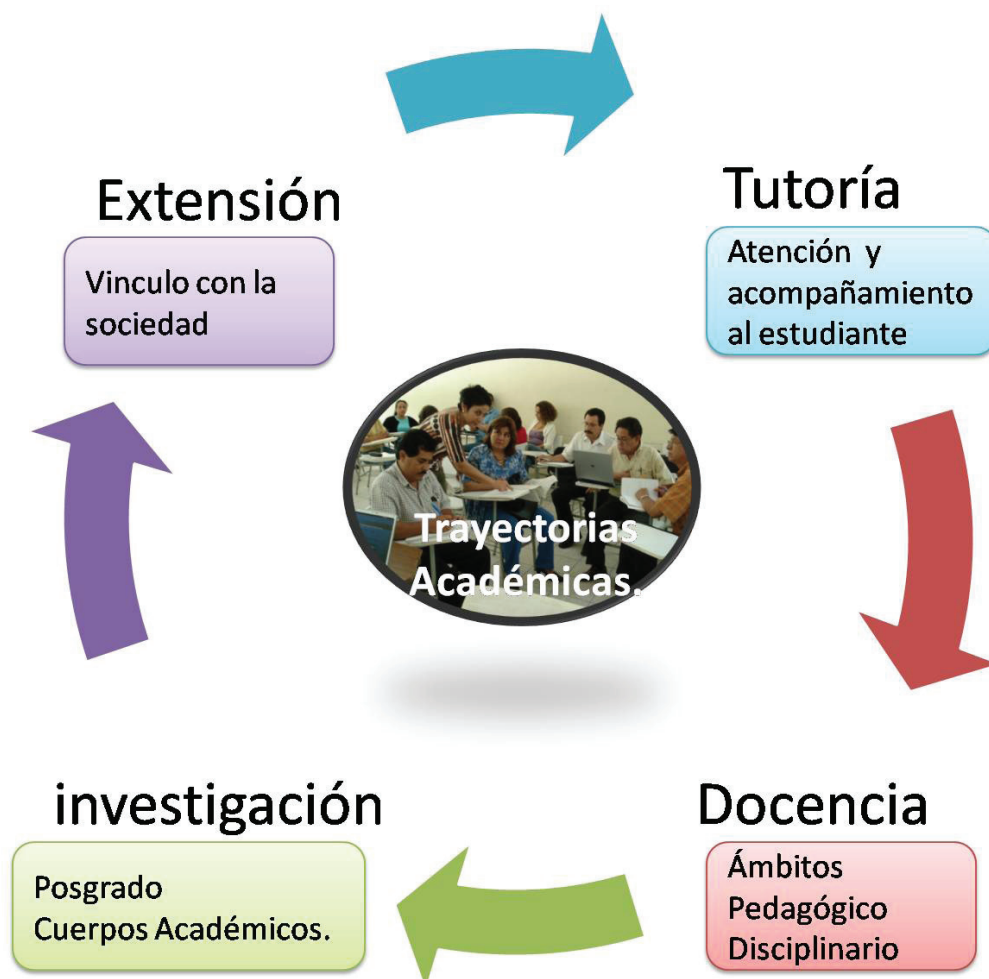 Extensión
Vinculo con la
sociedad
Tutoría
Atención y
acompañamiento
al estudiante
Trayectorias
Académicas.
investigación
Posgrado
Cuerpos Académicos.
Docencia
Ámbitos
Pedagógico
Disciplinario